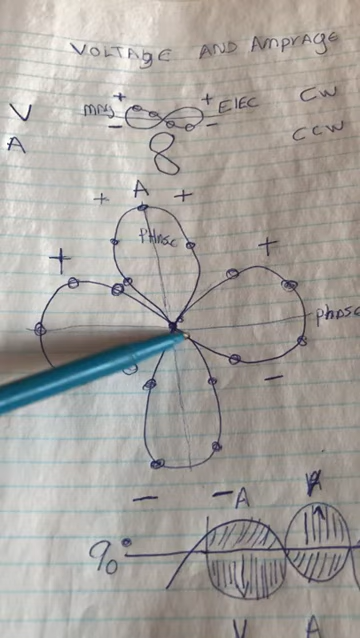 VOLTAGE AND AMPRAGE
V MAG + + ELEC CW
A - - CCW
8
+ A +
Phase
+ +
phase
-
- -A A
90°
V A